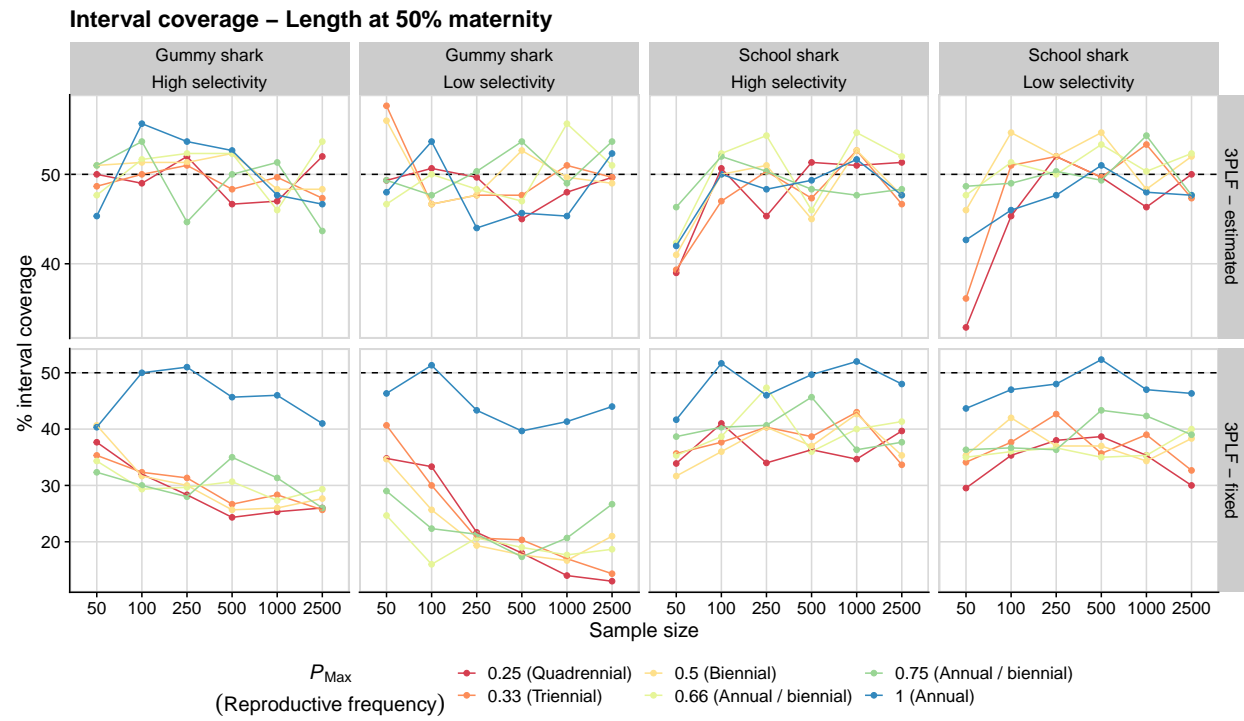 Interval coverage – Length at 50% maternity
Gummy shark
High selectivity
Gummy shark
Low selectivity
School shark
High selectivity
School shark
Low selectivity
50
40
3PLF – estimated
% interval coverage
50
40
30
20
3PLF – fixed
50 100 250 500 1000 2500
50 100 250 500 1000 2500
50 100 250 500 1000 2500
50 100 250 500 1000 2500
Sample size
P Max
(Reproductive frequency)
0.25 (Quadrennial)
0.33 (Triennial)
0.5 (Biennial)
0.66 (Annual / biennial)
0.75 (Annual / biennial)
1 (Annual)